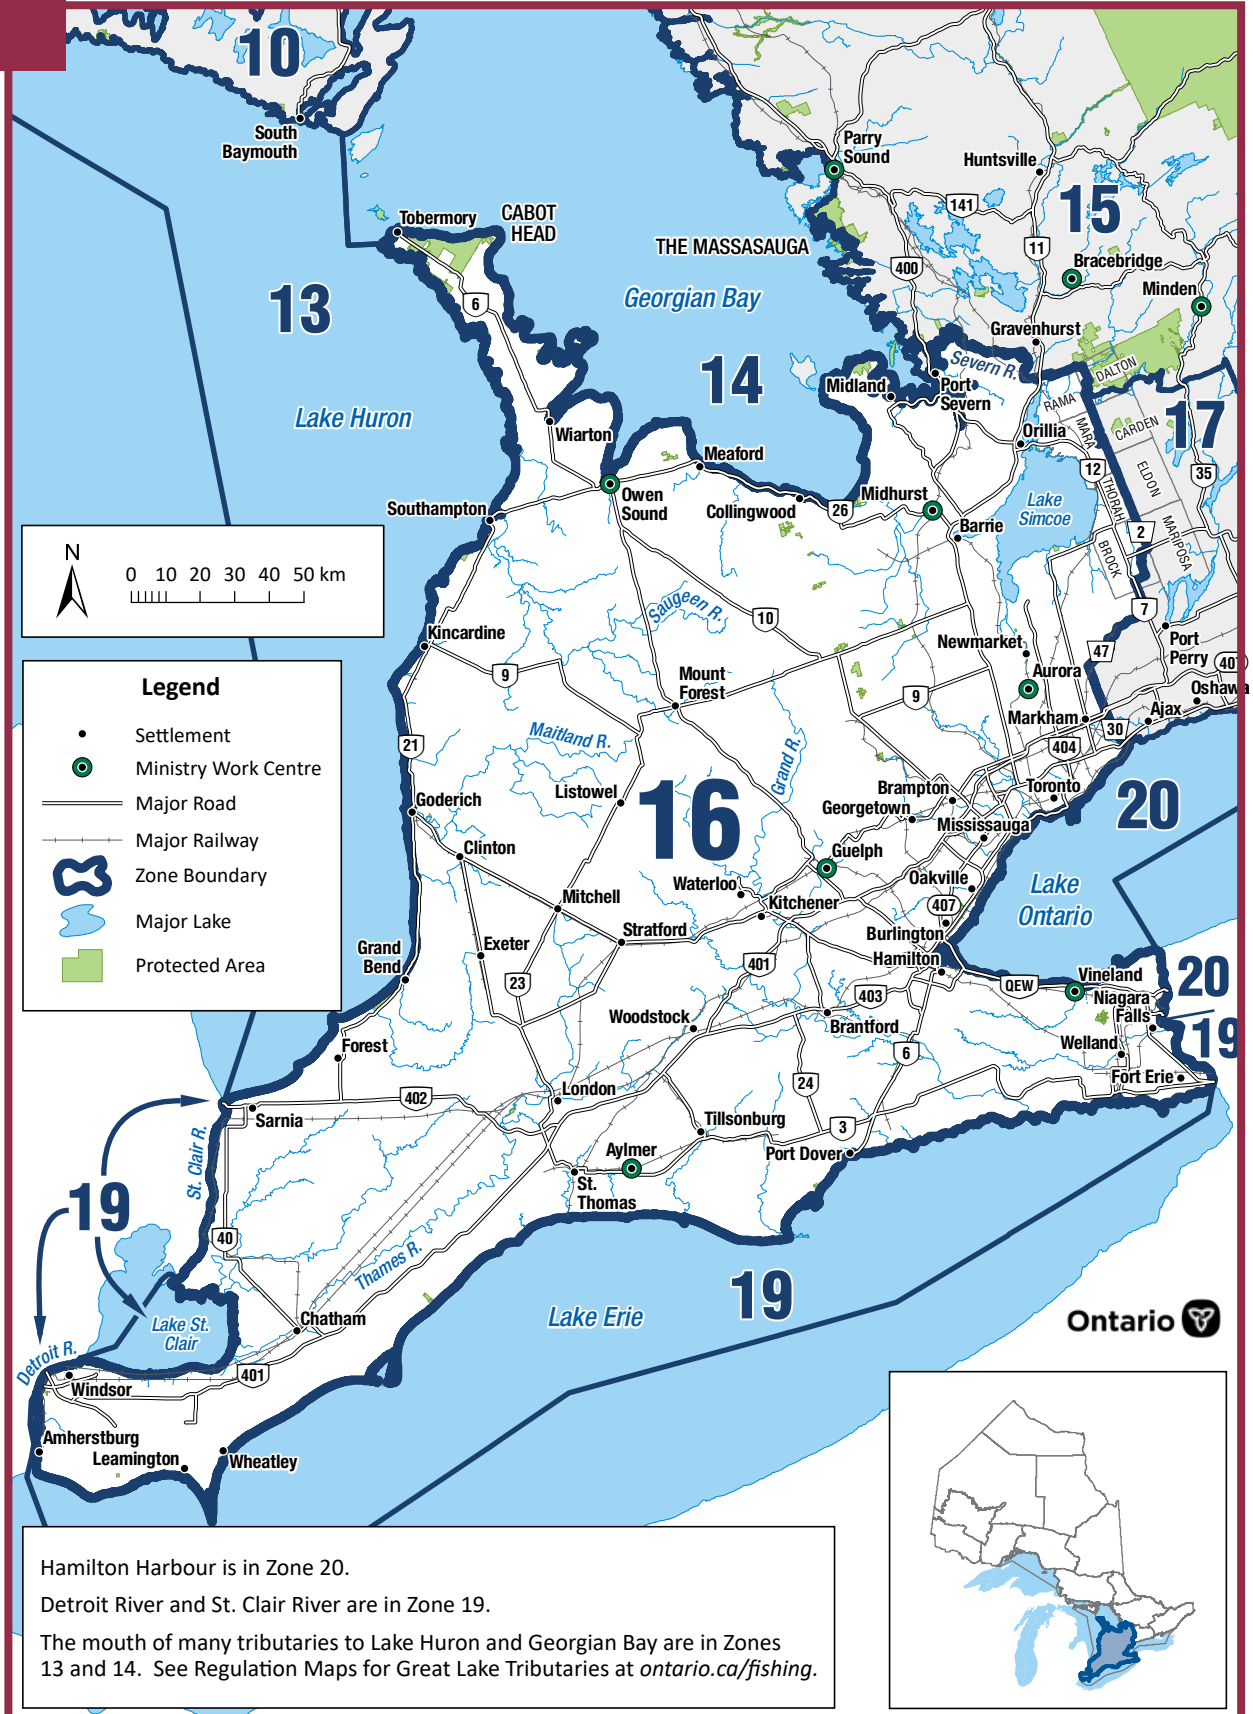 10
South
Baymouth
Parry
Sound
Huntsville
141
15
11
Bracebridge
Minden
400
Gravenhurst
Tobermory
CABOT
HEAD
THE MASSASAUGA
13
6
Georgian Bay
14
Lake Huron
Severn R.
DALTON
Midland
Port
Severn
RAMA
MARA
CARDEN
17
Orillia
Wiarton
Meaford
12
ELDON
35
THORAH
Owen
Sound
Southampton
Collingwood
26
Midhurst
Lake
Simcoe
Barrie
2
BROCK
MARIPOSA
N
0 10 20 30 40 50 km
Saugeen R.
10
7
Kincardine
Newmarket
47
Port
Perry
407
9
Mount
Forest
Aurora
9
Oshawa
Markham
Ajax
30
404
Legend
Settlement
Ministry Work Centre
Major Road
Major Railway
Zone Boundary
Major Lake
Protected Area
21
Maitland R.
Grand R.
Goderich
Listowel
16
Brampton
Georgetown
Toronto
20
Mississauga
Clinton
Guelph
Waterloo
Oakville
Lake
Ontario
Mitchell
Kitchener
407
Stratford
Burlington
Exeter
Grand
Bend
Hamilton
401
23
QEW
Vineland
20
403
Niagara
Falls
Woodstock
Brantford
19
Welland
Forest
6
Fort Erie
London
24
402
Sarnia
Tillsonburg
3
St. Clair R.
Aylmer
Port Dover
St.
Thomas
19
40
Thames R.
19
Lake Erie
Chatham
Lake St.
Clair
Detroit R.
401
Windsor
Amherstburg
Leamington
Wheatley
Ontario
Hamilton Harbour is in Zone 20.
Detroit River and St. Clair River are in Zone 19.
The mouth of many tributaries to Lake Huron and Georgian Bay are in Zones
13 and 14. See Regulation Maps for Great Lake Tributaries at ontario.ca/fishing.